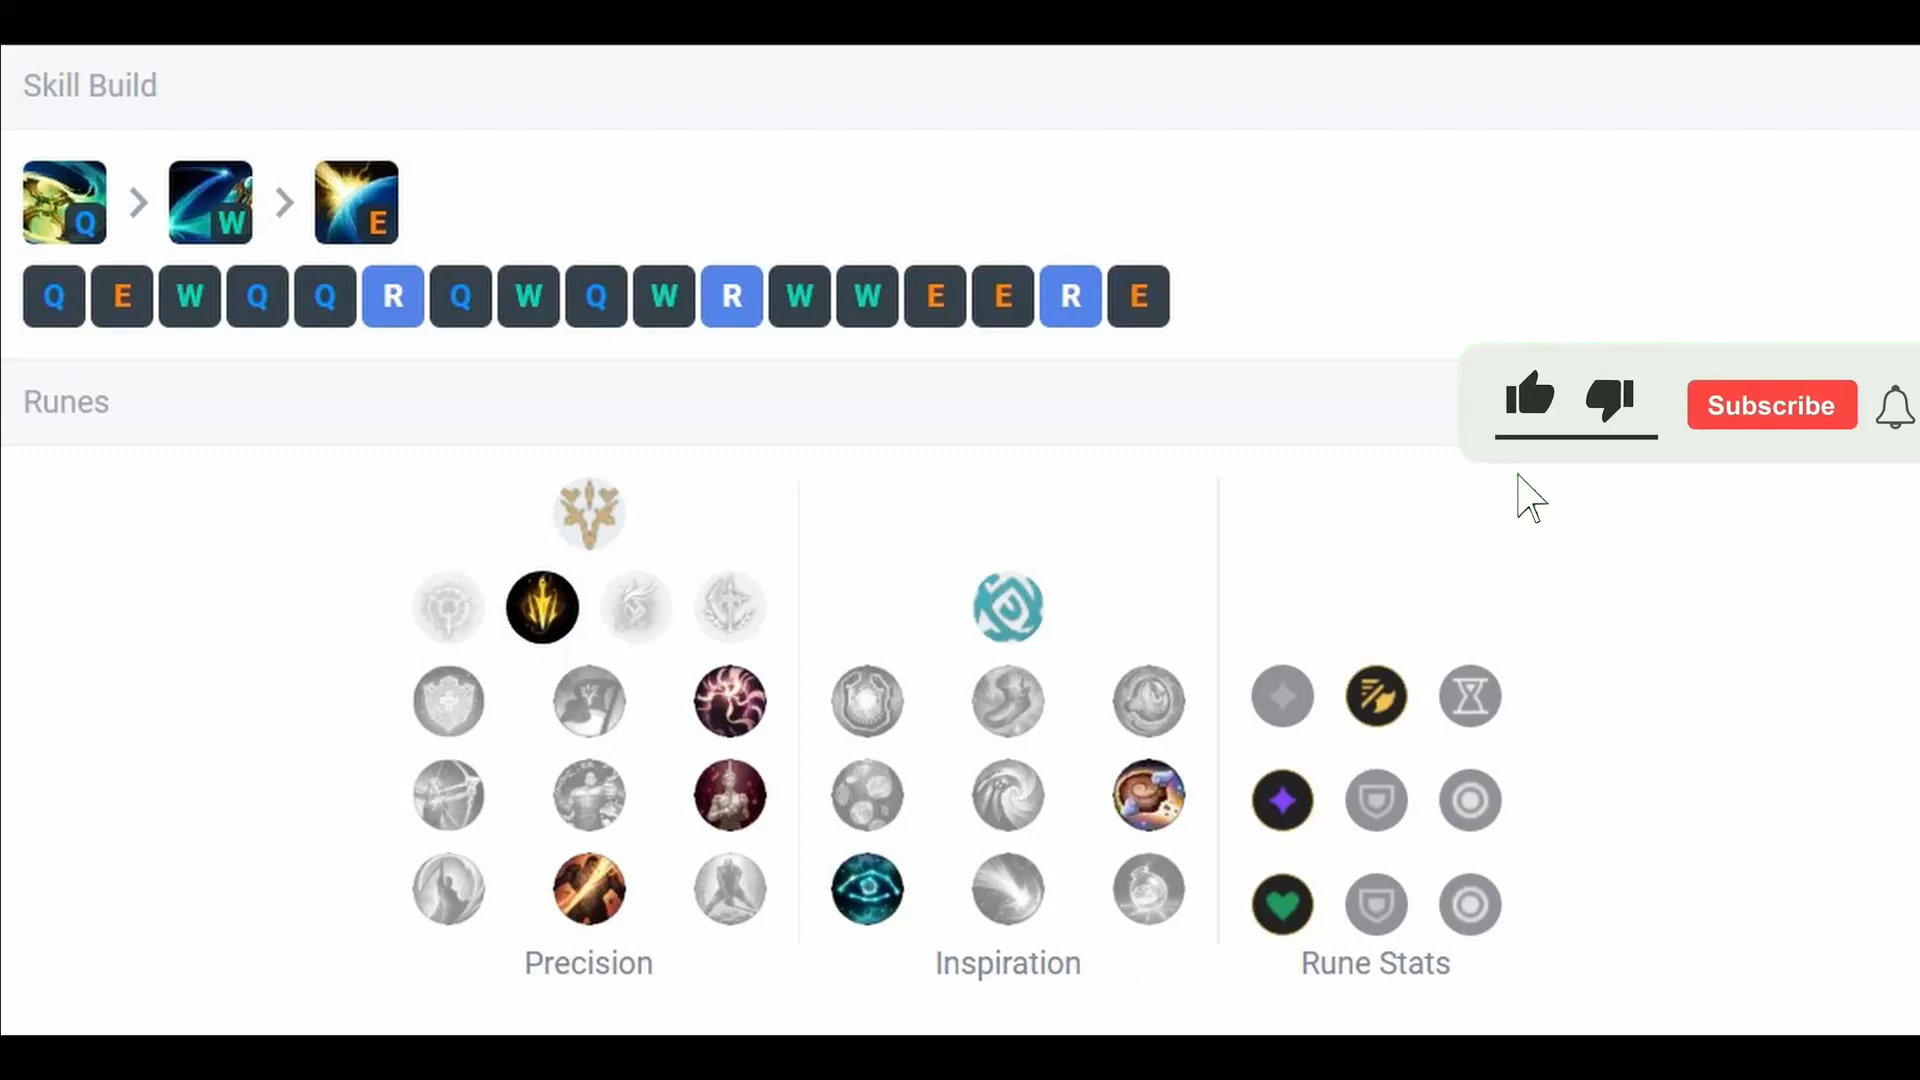 Skill Build
Q W E
Q E W Q Q R Q W Q W R W W E E R E
Runes
Subscribe
Precision Inspiration Rune Stats